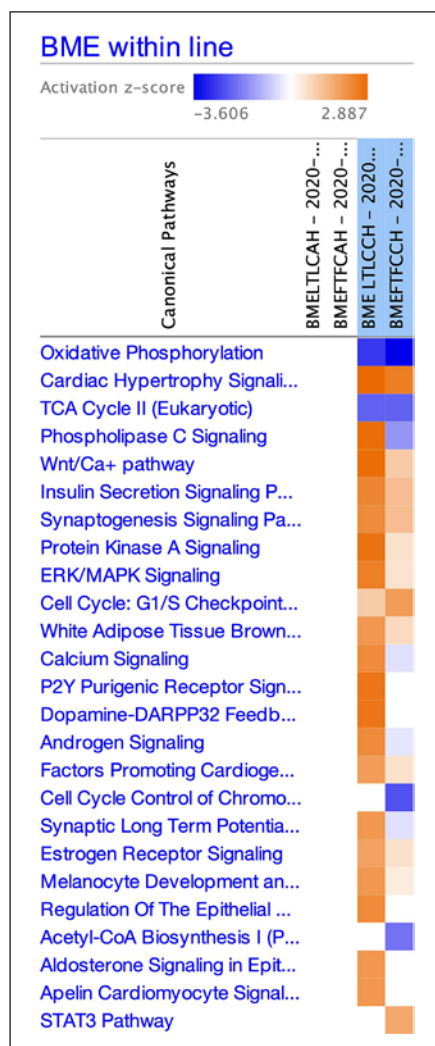 BME within line
Activation z-score
-3.606 2.887
Canonical Pathways
BMELTLCAH - 2020-...
BMEFTFCAH - 2020-...
BME LTLCCH - 2020...
BMEFTFCCH - 2020-...
Oxidative Phosphorylation
Cardiac Hypertrophy Signali...
TCA Cycle II (Eukaryotic)
Phospholipase C Signaling
Wnt/Ca+ pathway
Insulin Secretion Signaling P...
Synaptogenesis Signaling Pa...
Protein Kinase A Signaling
ERK/MAPK Signaling
Cell Cycle: G1/S Checkpoint...
White Adipose Tissue Brown...
Calcium Signaling
P2Y Purigenic Receptor Sign...
Dopamine-DARPP32 Feedb...
Androgen Signaling
Factors Promoting Cardioge...
Cell Cycle Control of Chromo...
Synaptic Long Term Potentia...
Estrogen Receptor Signaling
Melanocyte Development an...
Regulation Of The Epithelial ...
Acetyl-CoA Biosynthesis I (P...
Aldosterone Signaling in Epit...
Apelin Cardiomyocyte Signal...
STAT3 Pathway